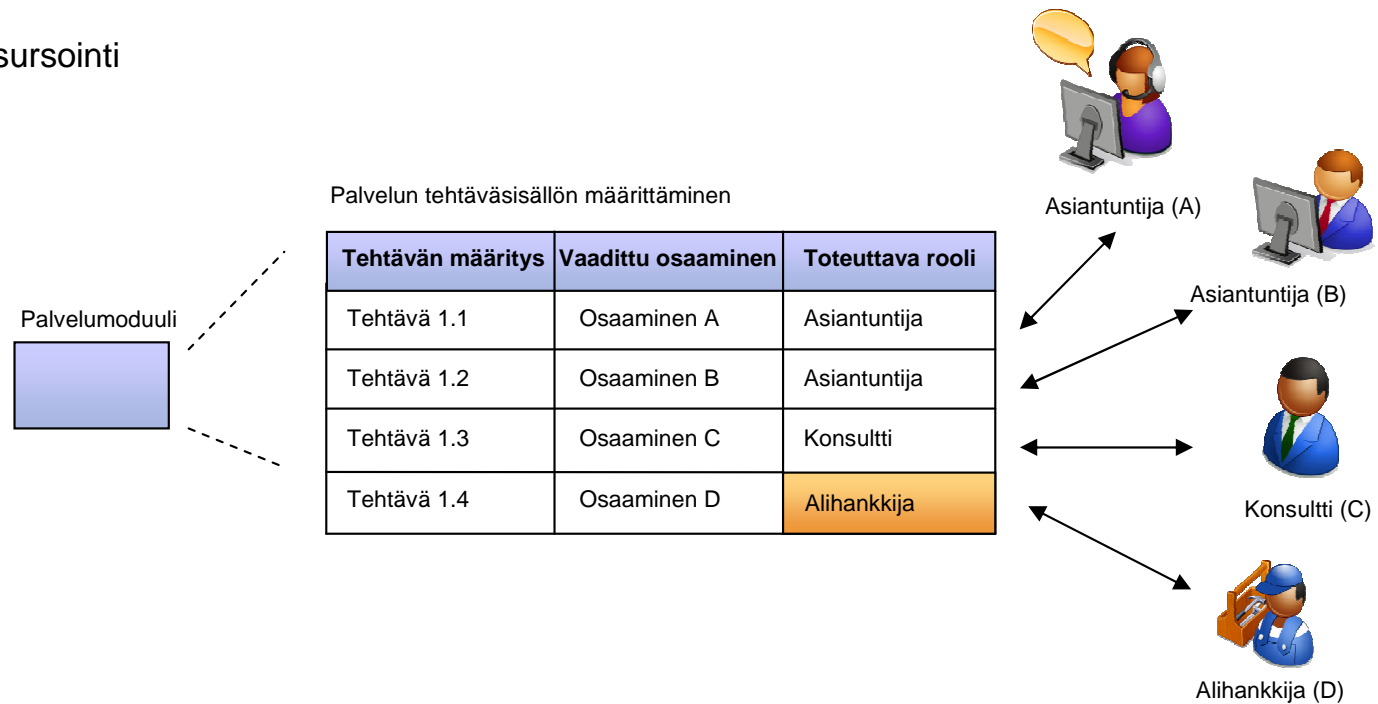 sursointi
Palvelun tehtäväsisällön määrittäminen
Palvelumoduuli
Tehtävän määritys Vaadittu osaaminen Toteuttava rooli
Tehtävä 1.1 Osaaminen A Asiantuntija
Tehtävä 1.2 Osaaminen B Asiantuntija
Tehtävä 1.3 Osaaminen C Konsultti
Tehtävä 1.4 Osaaminen D Alihankkija
Asiantuntija (A)
Asiantuntija (B)
Konsultti (C)
Alihankkija (D)